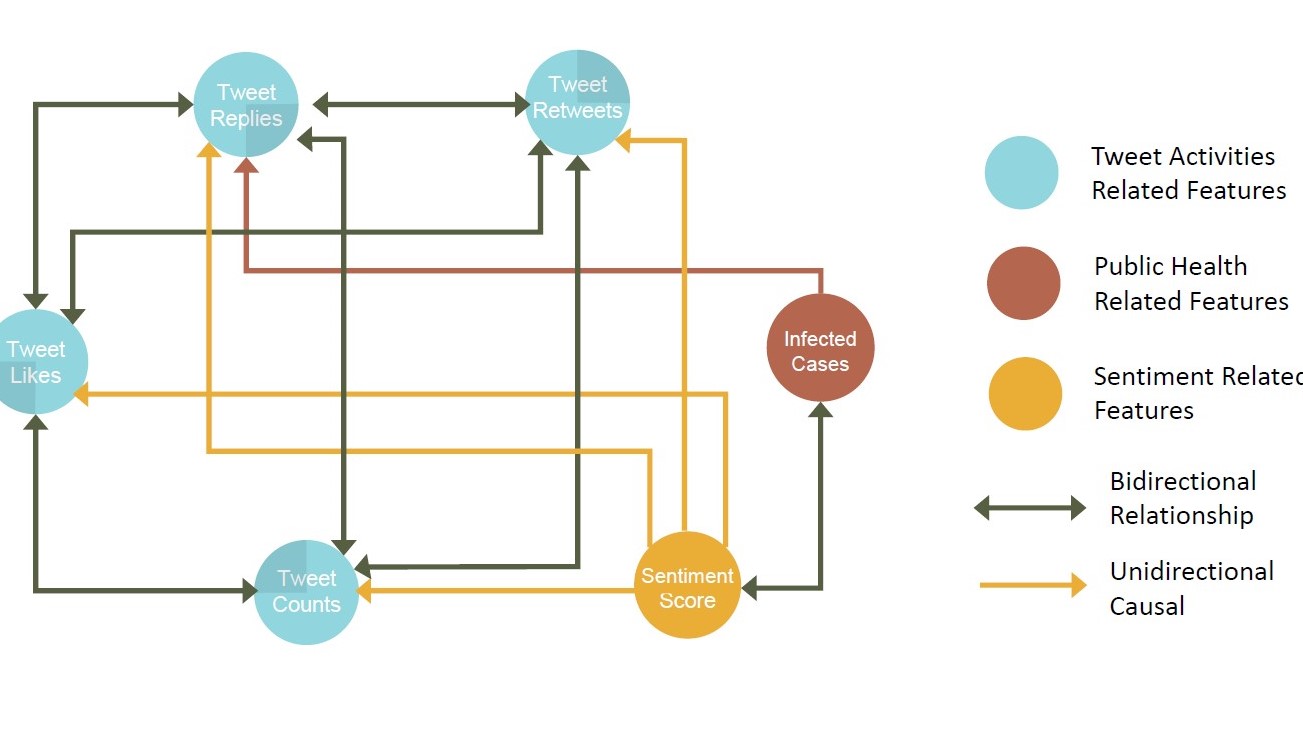 Tweet
Replies
Tweet
Retweets
Tweet
Likes
Infected
Cases
Tweet
Counts
Sentiment
Score
Tweet Activities
Related Features
Public Health
Related Features
Sentiment Related
Features
Bidirectional
Relationship
Unidirectional
Causal